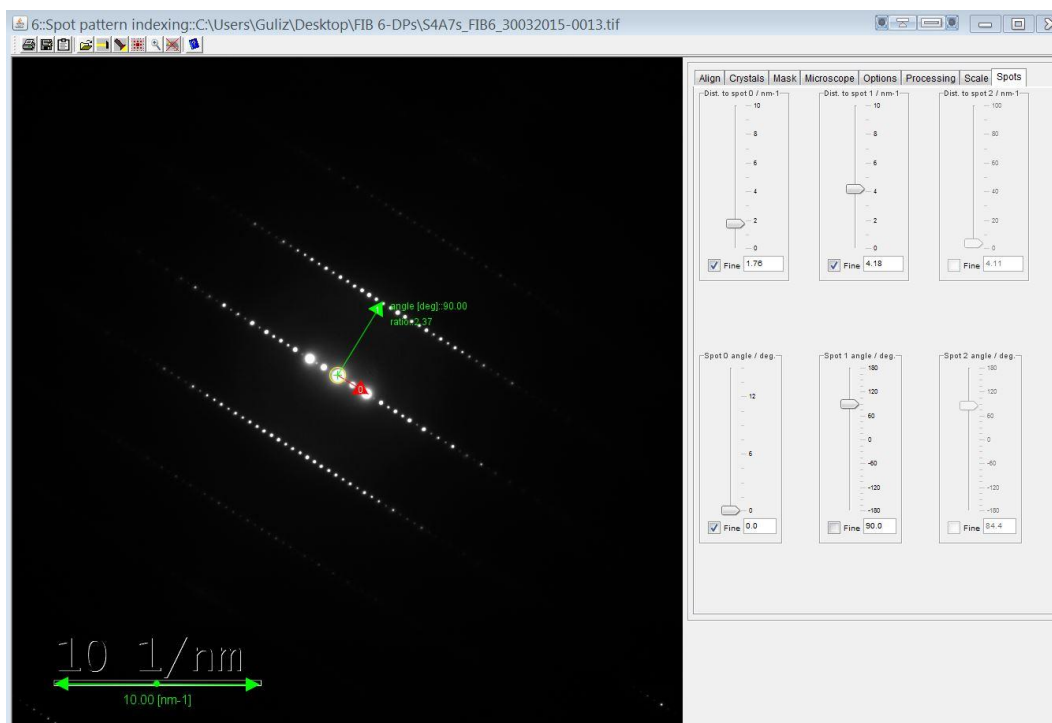 6::Spot pattern indexing::C:\Users\Guliz\Desktop\FIB 6-DPs\S4A7s_FIB6_30032015-0013.tif
Align Crystals Mask Microscope Options Processing Scale Spots
Dist. to spot 0 / nm-1 Dist. to spot 1 / nm-1 Dist. to spot 2 / nm-1
10 10 100
8 8 80
6 6 60
4 4 40
2 2 20
0 0 0
Fine 1.76 Fine 4.18 Fine 4.11
angle [deg]::90.00
ratio:2.37
0
Spot 0 angle / deg. Spot 1 angle / deg. Spot 2 angle / deg.
180 180
12 120 120
60 60
0 0
6 -60 -60
-120 -120
0 -180 -180
Fine 0.0 Fine 90.0 Fine 84.4
10 1/nm
10.00 [nm-1]